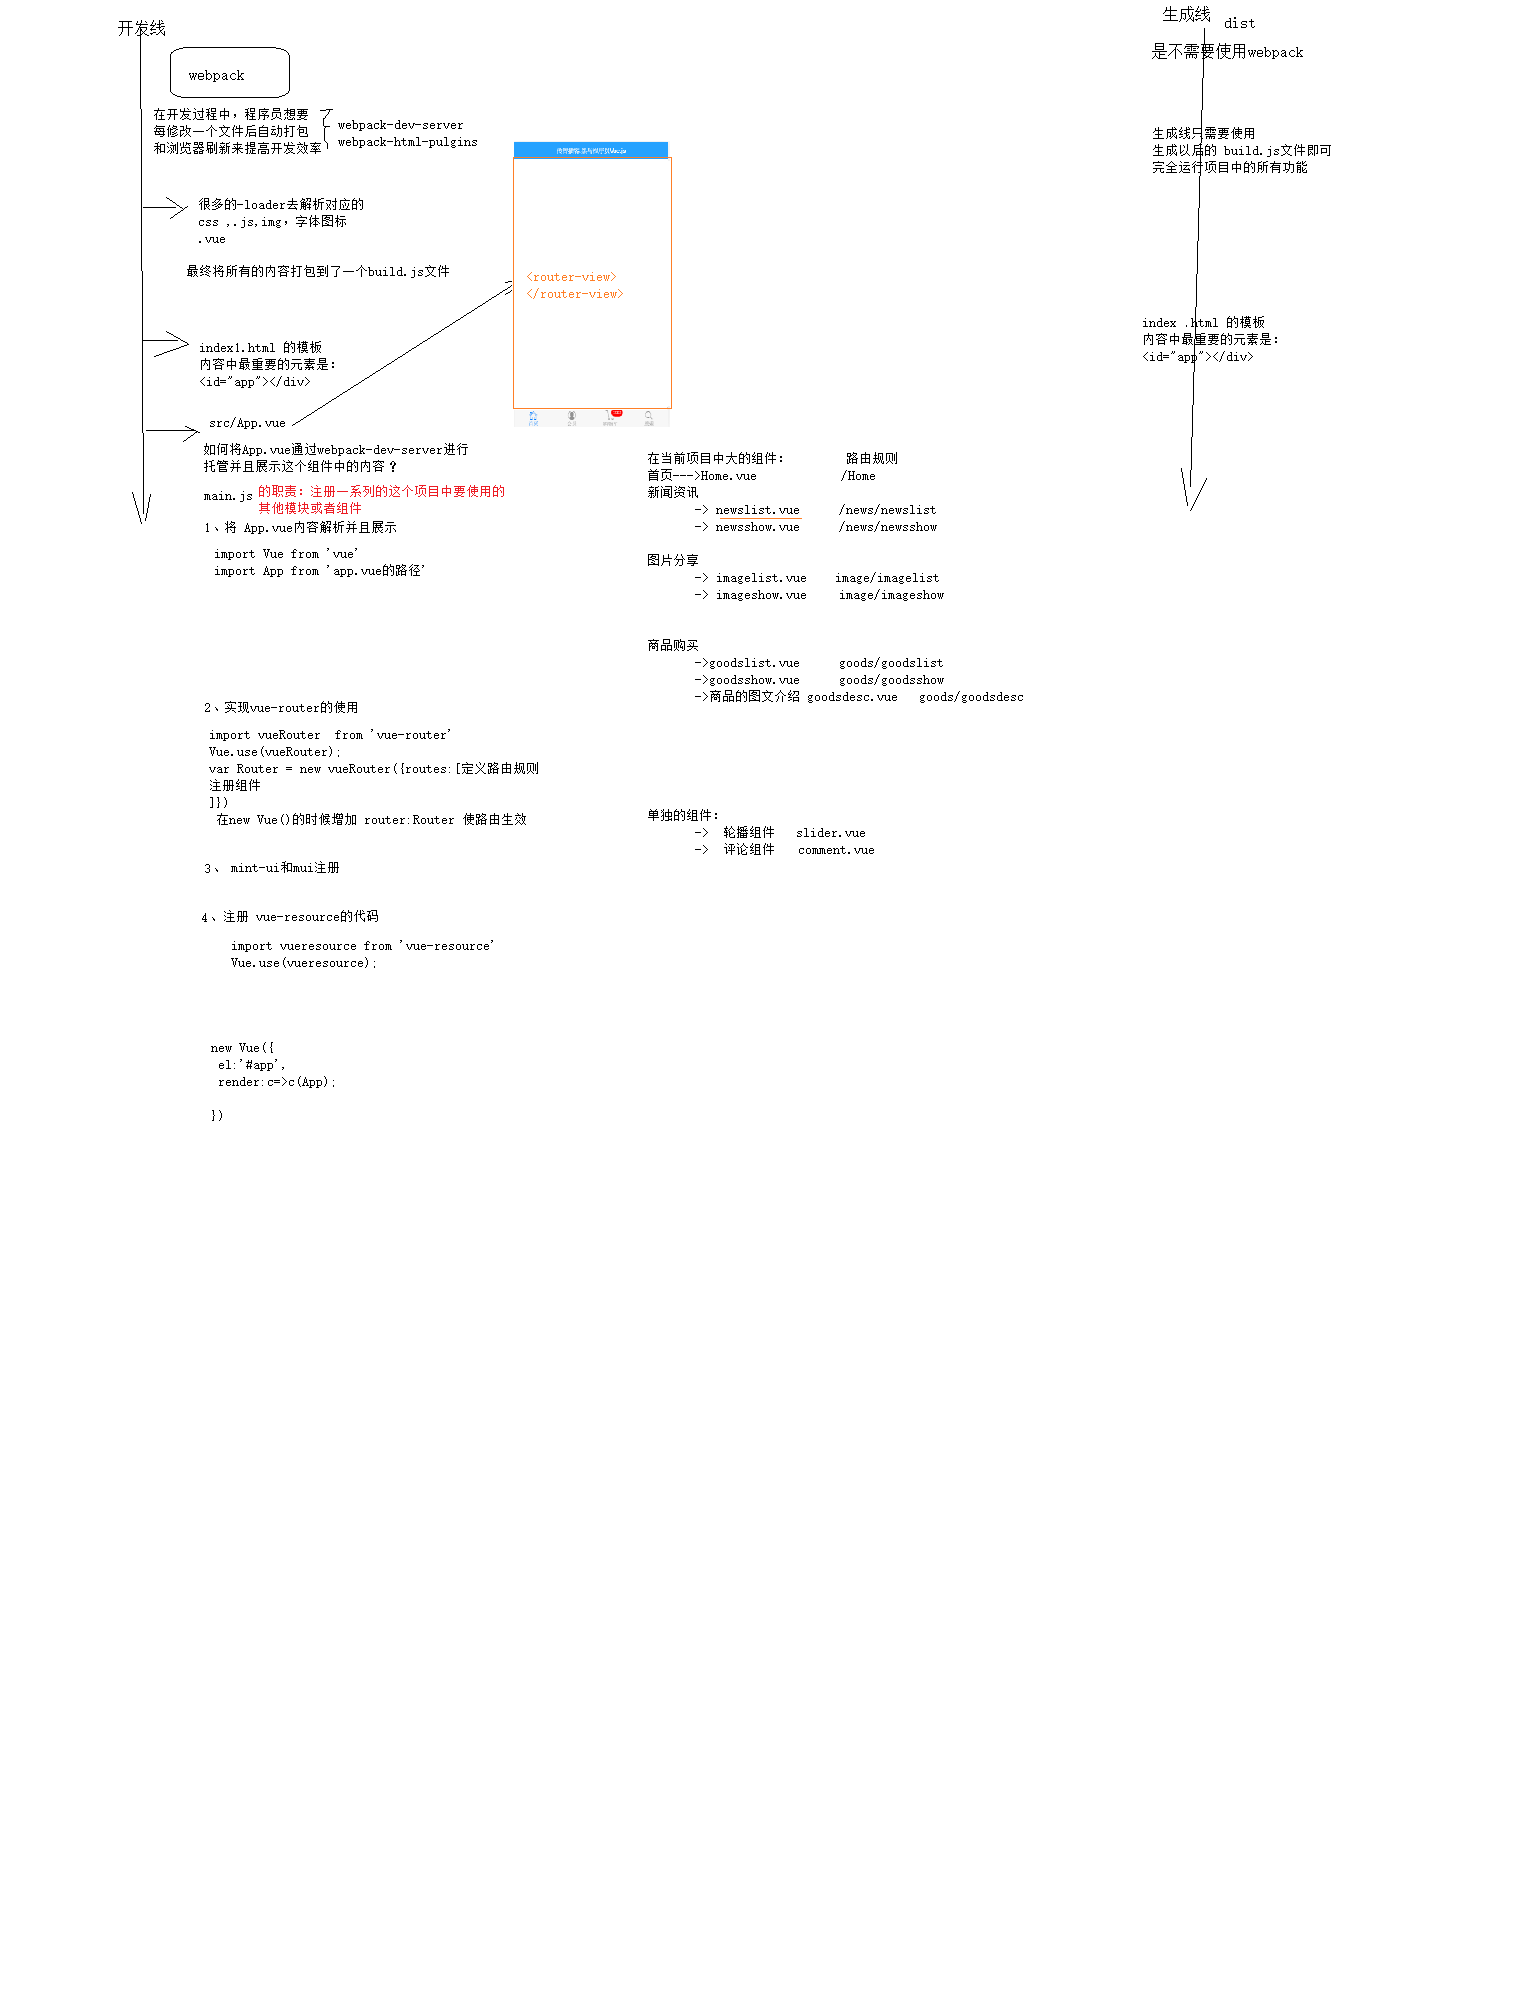 开发线
webpack
在开发过程中，程序员想要
每修改一个文件后自动打包
和浏览器刷新来提高开发效率
webpack-dev-server
webpack-html-pulgins
很多的-loader去解析对应的
css ,.js,img，字体图标
.vue
最终将所有的内容打包到了一个build.js文件
index1.html 的模板
内容中最重要的元素是：
<id="app"></div>
src/App.vue
如何将App.vue通过webpack-dev-server进行
托管并且展示这个组件中的内容？
main.js 的职责：注册一系列的这个项目中要使用的
其他模块或者组件
1、将 App.vue内容解析并且展示
import Vue from 'vue'
import App from 'app.vue的路径'
2、实现vue-router的使用
import vueRouter  from 'vue-router'
Vue.use(vueRouter);
var Router = new vueRouter({routes:[定义路由规则
注册组件
]})
在new Vue()的时候增加 router:Router 使路由生效
3、 mint-ui和mui注册
4、注册 vue-resource的代码
import vueresource from 'vue-resource'
Vue.use(vueresource);
new Vue({
el:'#app',
render:c=>c(App);
})
<router-view>
</router-view>
在当前项目中大的组件： 路由规则
首页--->Home.vue /Home
新闻资讯
-> newslist.vue /news/newslist
-> newsshow.vue /news/newsshow
图片分享
-> imagelist.vue image/imagelist
-> imageshow.vue image/imageshow
商品购买
->goodslist.vue goods/goodslist
->goodsshow.vue goods/goodsshow
->商品的图文介绍 goodsdesc.vue goods/goodsdesc
单独的组件：
-> 轮播组件 slider.vue
-> 评论组件 comment.vue
生成线 dist
是不需要使用webpack
生成线只需要使用
生成以后的 build.js文件即可
完全运行项目中的所有功能
index .html 的模板
内容中最重要的元素是：
<id="app"></div>